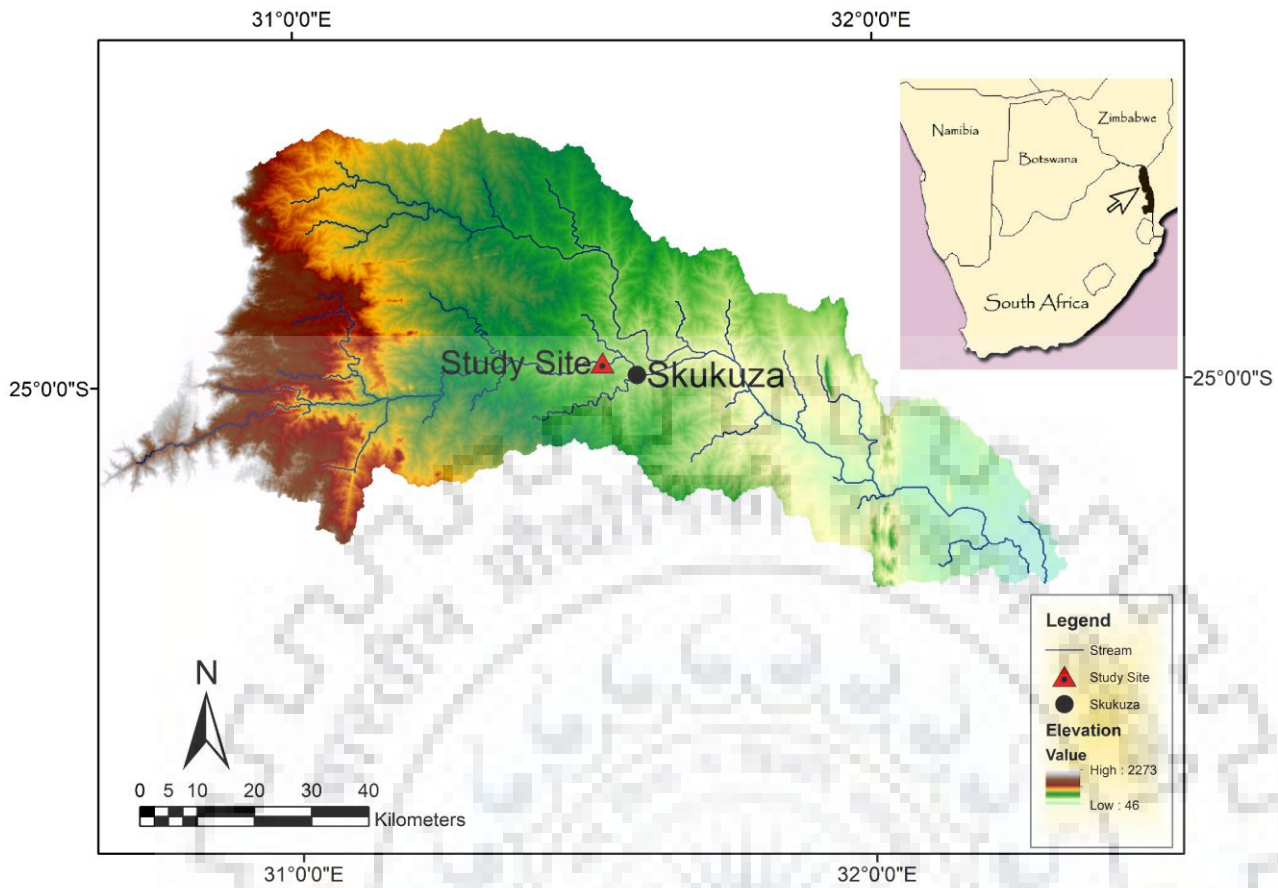 31°0'0"E
32°0'0"E
Namibia
Botswana
Zimbabwe
South Africa
Study Site
Skukuza
25°0'0"S
25°0'0"S
Legend
Stream
Study Site
Skukuza
Elevation
Value
High : 2273
Low : 46
N
0 5 10 20 30 40
Kilometers
31°0'0"E
32°0'0"E